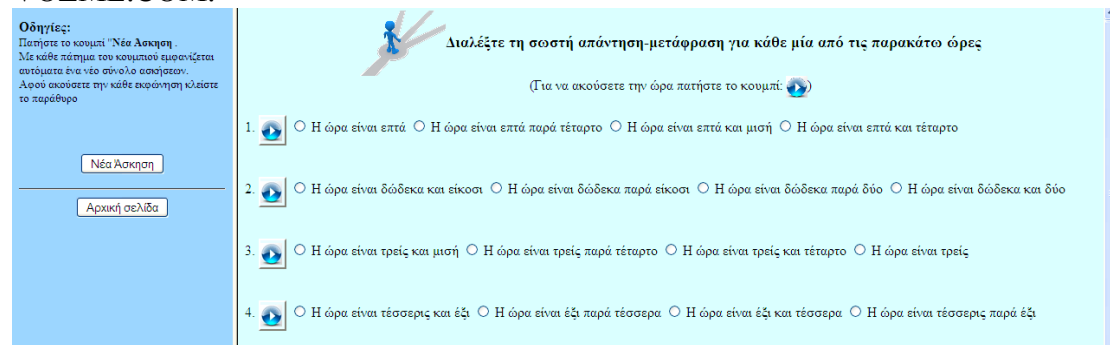 VOLME.COM.
Οδηγίες:
Πατήστε το κουμπί "Νέα Άσκηση .
Με κάθε πάτημα του κουμπιού εμφανίζεται
αυτόματα ένα νέο σύνολο ασκήσεων.
Αφού ακούσετε την κάθε εκφώνηση κλείστε
το παράθυρο
Νέα Άσκηση
Αρχική σελίδα
Διαλέξτε τη σωστή απάντηση-μετάφραση για κάθε μία από τις παρακάτω ώρες
(Για να ακούσετε την ώρα πατήστε το κουμπί: )
1. Η ώρα είναι επτά Η ώρα είναι επτά παρά τέταρτο Η ώρα είναι επτά και μισή Η ώρα είναι επτά και τέταρτο
2. Η ώρα είναι δώδεκα και είκοσι Η ώρα είναι δώδεκα παρά είκοσι Η ώρα είναι δώδεκα παρά δύο Η ώρα είναι δώδεκα και δύο
3. Η ώρα είναι τρείς και μισή Η ώρα είναι τρείς παρά τέταρτο Η ώρα είναι τρείς και τέταρτο Η ώρα είναι τρείς
4. Η ώρα είναι τέσσερις και έξι Η ώρα είναι έξι παρά τέσσερα Η ώρα είναι έξι και τέσσερα Η ώρα είναι τέσσερις παρά έξι